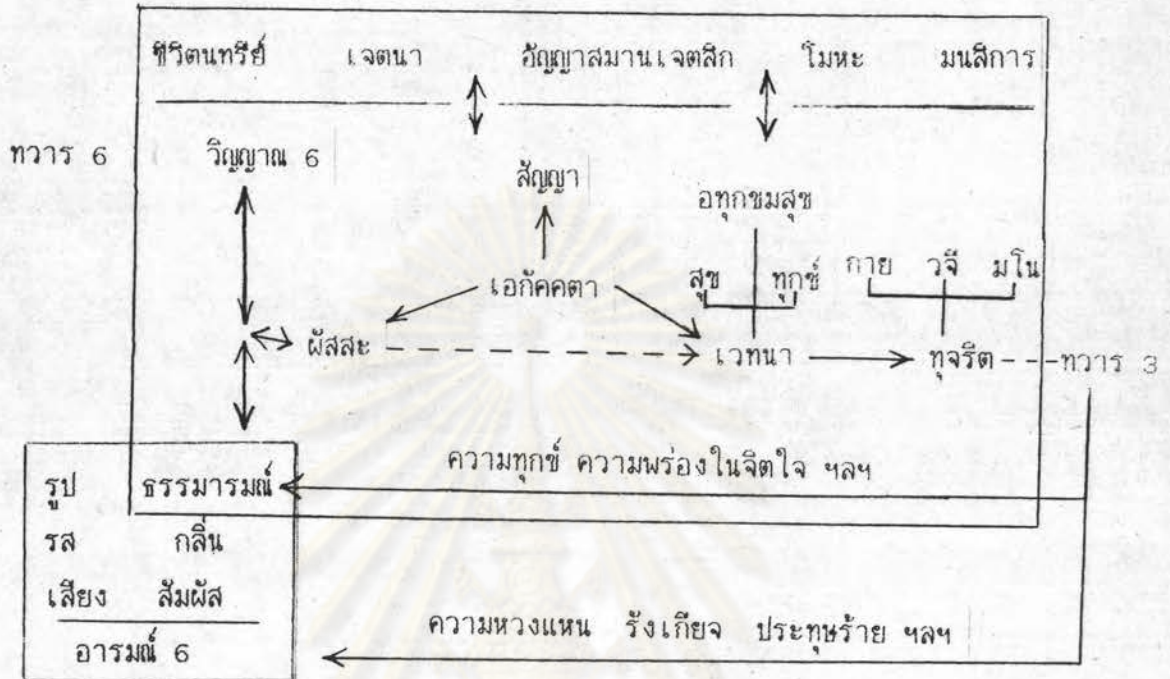 ชีวิตนทรีย์ เจตนา อัญญาสมานเจตสิก โมหะ มนสิการ
ทวาร 6 วิญญาณ 6
สัญญา
อทุกขมสุข
เอกัคคตา สุข ทุกข์ กาย วจี มโน
ผัสสะ เวทนา ทุจริต ทวาร 3
ความทุกข์ ความพร่องในจิตใจ ฯลฯ
รูป ธรรมารมณ์
รส กลิ่น
เสียง สัมผัส
ความหวงแหน รังเกียจ ประทุษร้าย ฯลฯ
อารมณ์ 6